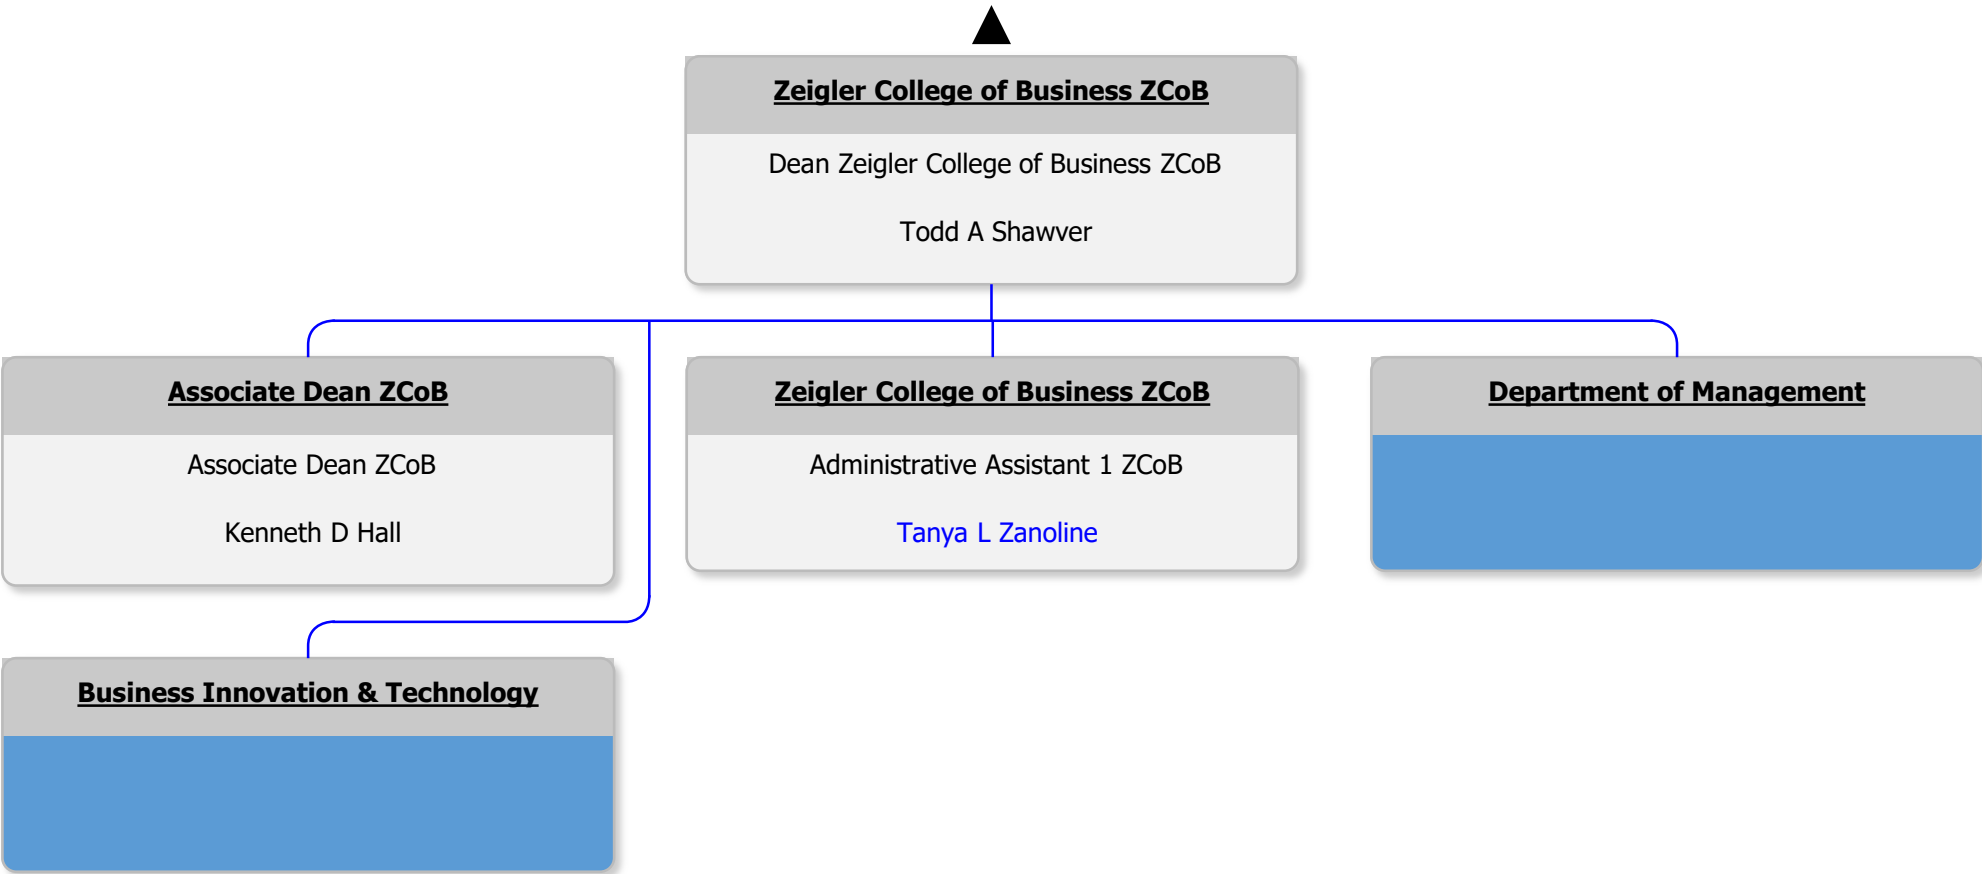 Zeigler College of Business ZCoB
Dean Zeigler College of Business ZCoB
Todd A Shawver
Associate Dean ZCoB
Associate Dean ZCoB
Kenneth D Hall
Zeigler College of Business ZCoB
Administrative Assistant 1 ZCoB
Tanya L Zanoline
Department of Management
Business Innovation & Technology